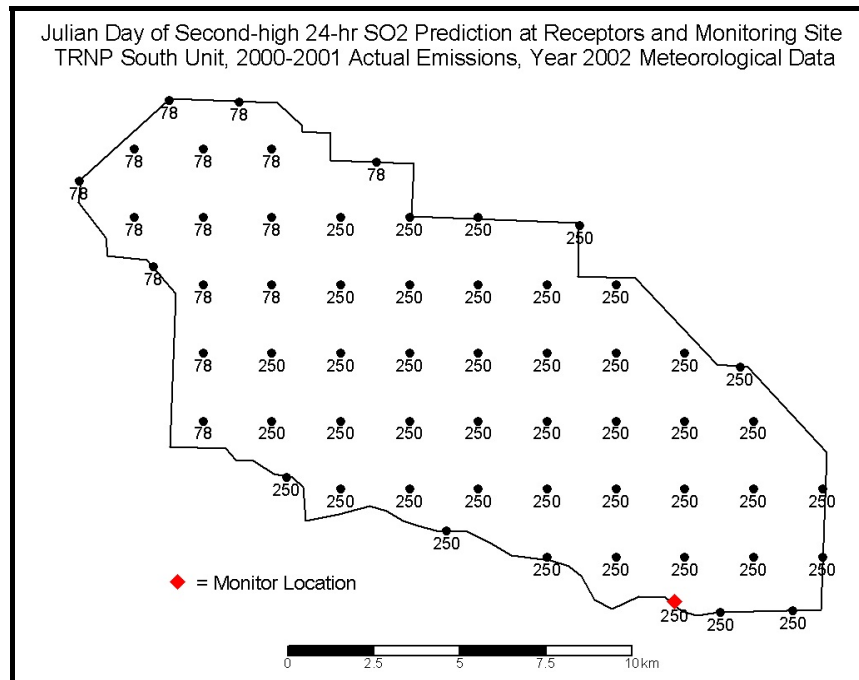 Julian Day of Second-high 24-hr SO2 Prediction at Receptors and Monitoring Site
TRNP South Unit, 2000-2001 Actual Emissions, Year 2002 Meteorological Data
78 78
78 78 78
78
78
78 78 78 250 250 250
250
78
78 78 250 250 250 250 250
78 250 250 250 250 250 250 250
250
78 250 250 250 250 250 250 250 250
250
250 250 250 250 250 250 250 250
250
250 250 250 250 250
= Monitor Location
250 250 250
0 2.5 5 7.5 10km